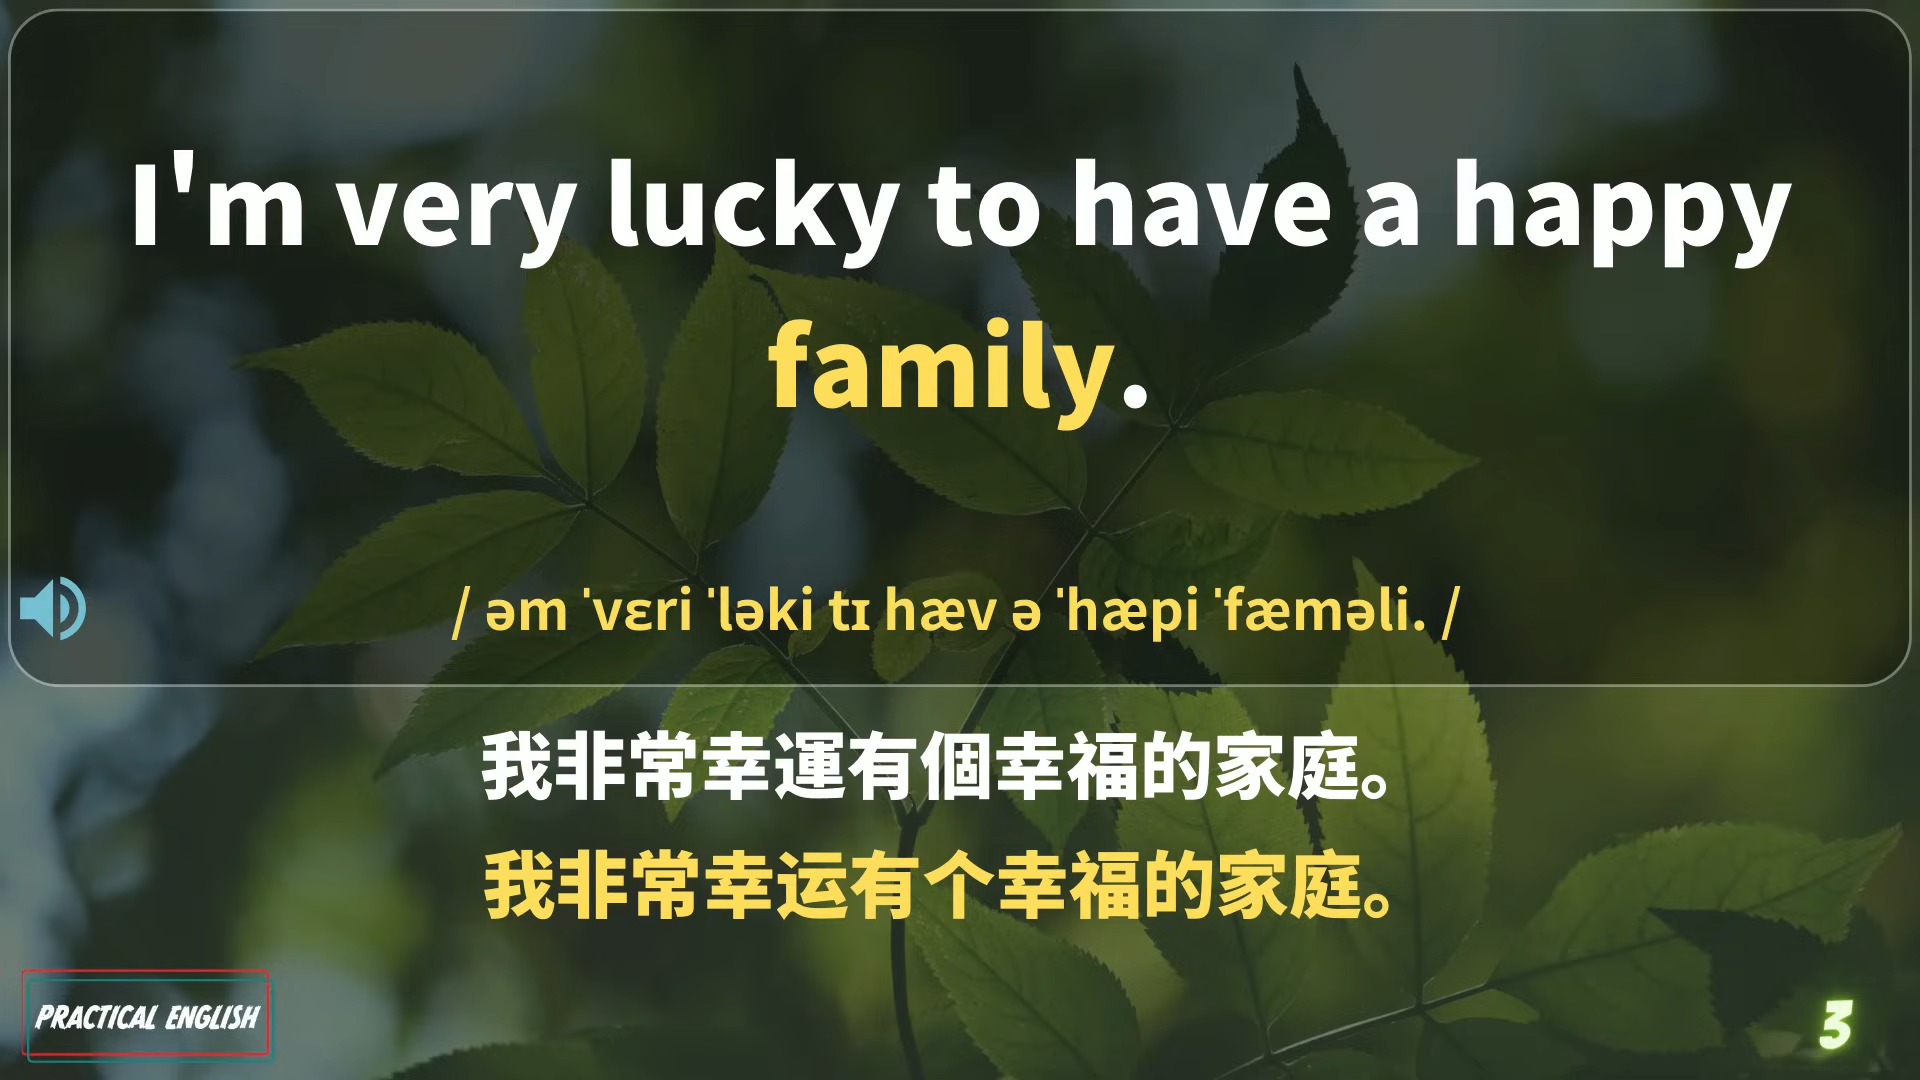 I'm very lucky to have a happy
family.
/ əm ˈvɛri ˈləki tɪ hæv ə ˈhæpi ˈfæməli. /
我非常幸運有個幸福的家庭。
我非常幸运有个幸福的家庭。
PRACTICAL ENGLISH
3